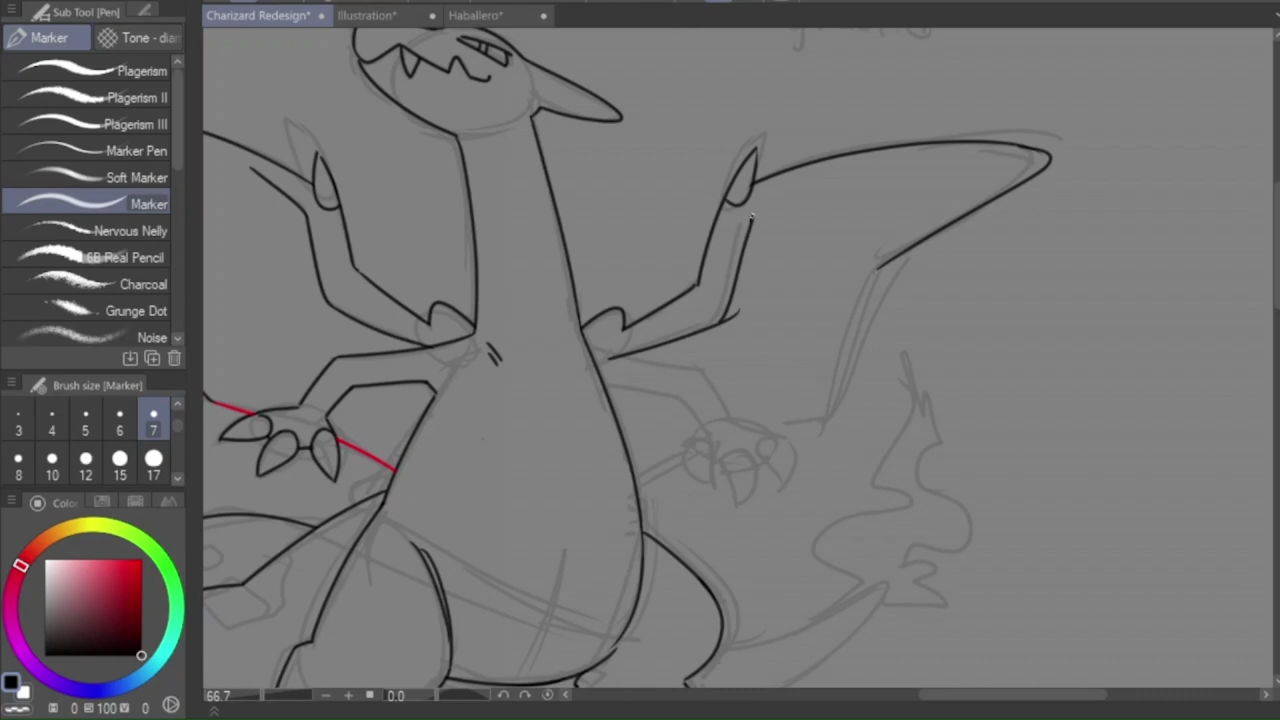 Sub Tool [Pen]
Charizard Redesign*
Illustration*
Haballero*
Marker
Tone - diar
Plagerism
Plagerism II
Plagerism III
Marker Pen
Soft Marker
Marker
Nervous Nelly
6B Real Pencil
Charcoal
Grunge Dot
Noise
Brush size [Marker]
3 4 5 6 7
8 10 12 15 17
Color
66.7
0.0
H 0 S 100 V 0